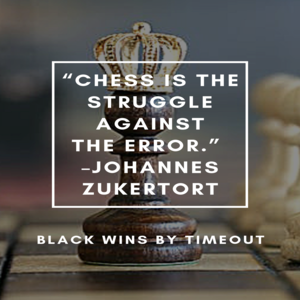 “CHESS IS THE
STRUGGLE
AGAINST
THE ERROR.”
–JOHANNES
ZUKERTORT
BLACK WINS BY TIMEOUT